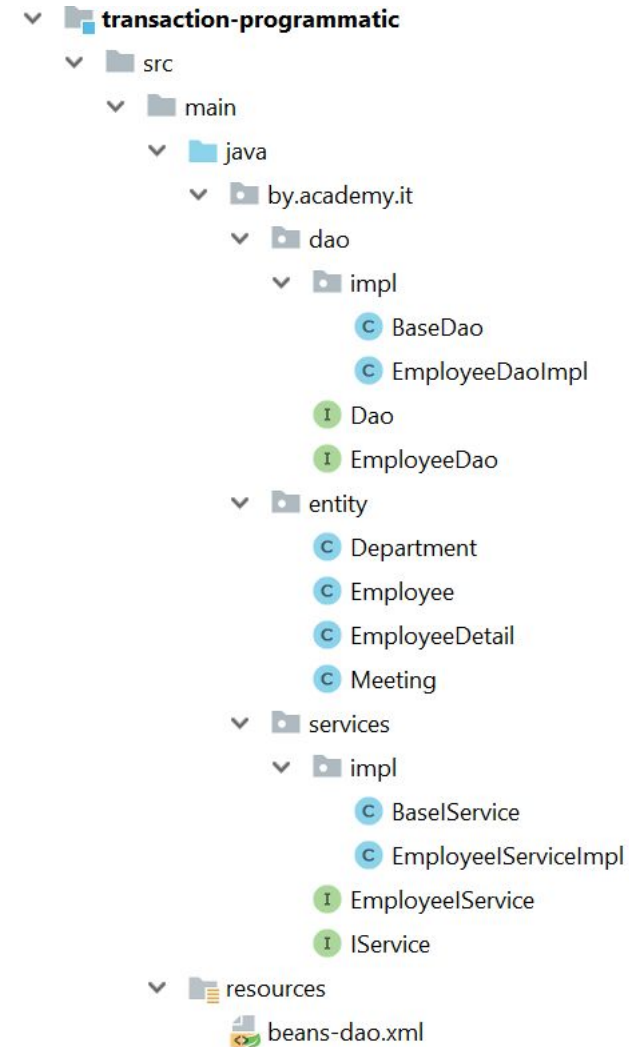 transaction-programmatic
src
main
java
by.academy.it
dao
impl
C BaseDao
C EmployeeDaoImpl
I Dao
I EmployeeDao
entity
C Department
C Employee
C EmployeeDetail
C Meeting
services
impl
C BaseIService
C EmployeeIServiceImpl
I EmployeeIService
I IService
resources
beans-dao.xml